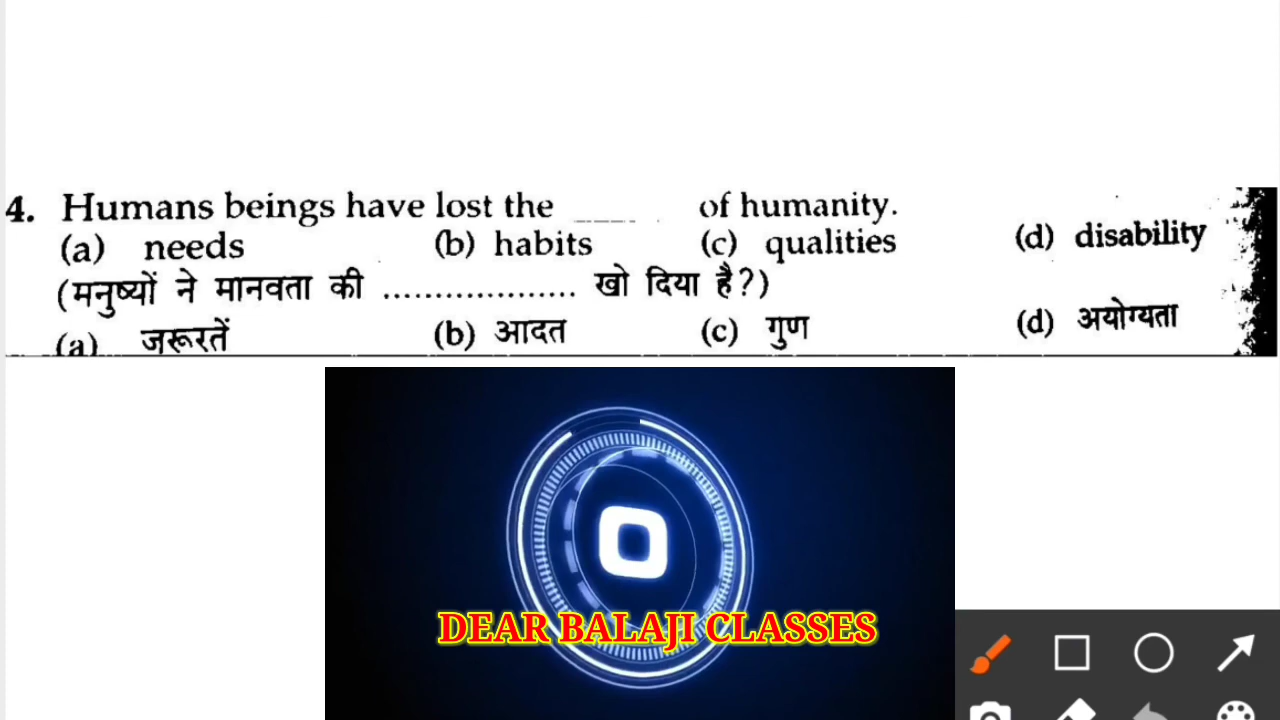 4. Humans beings have lost the ______ of humanity.
(a) needs (b) habits (c) qualities (d) disability
(मनुष्यों ने मानवता की ................... खो दिया है?)
(a) जरूरतें (b) आदत (c) गुण (d) अयोग्यता
DEAR BALAJI CLASSES